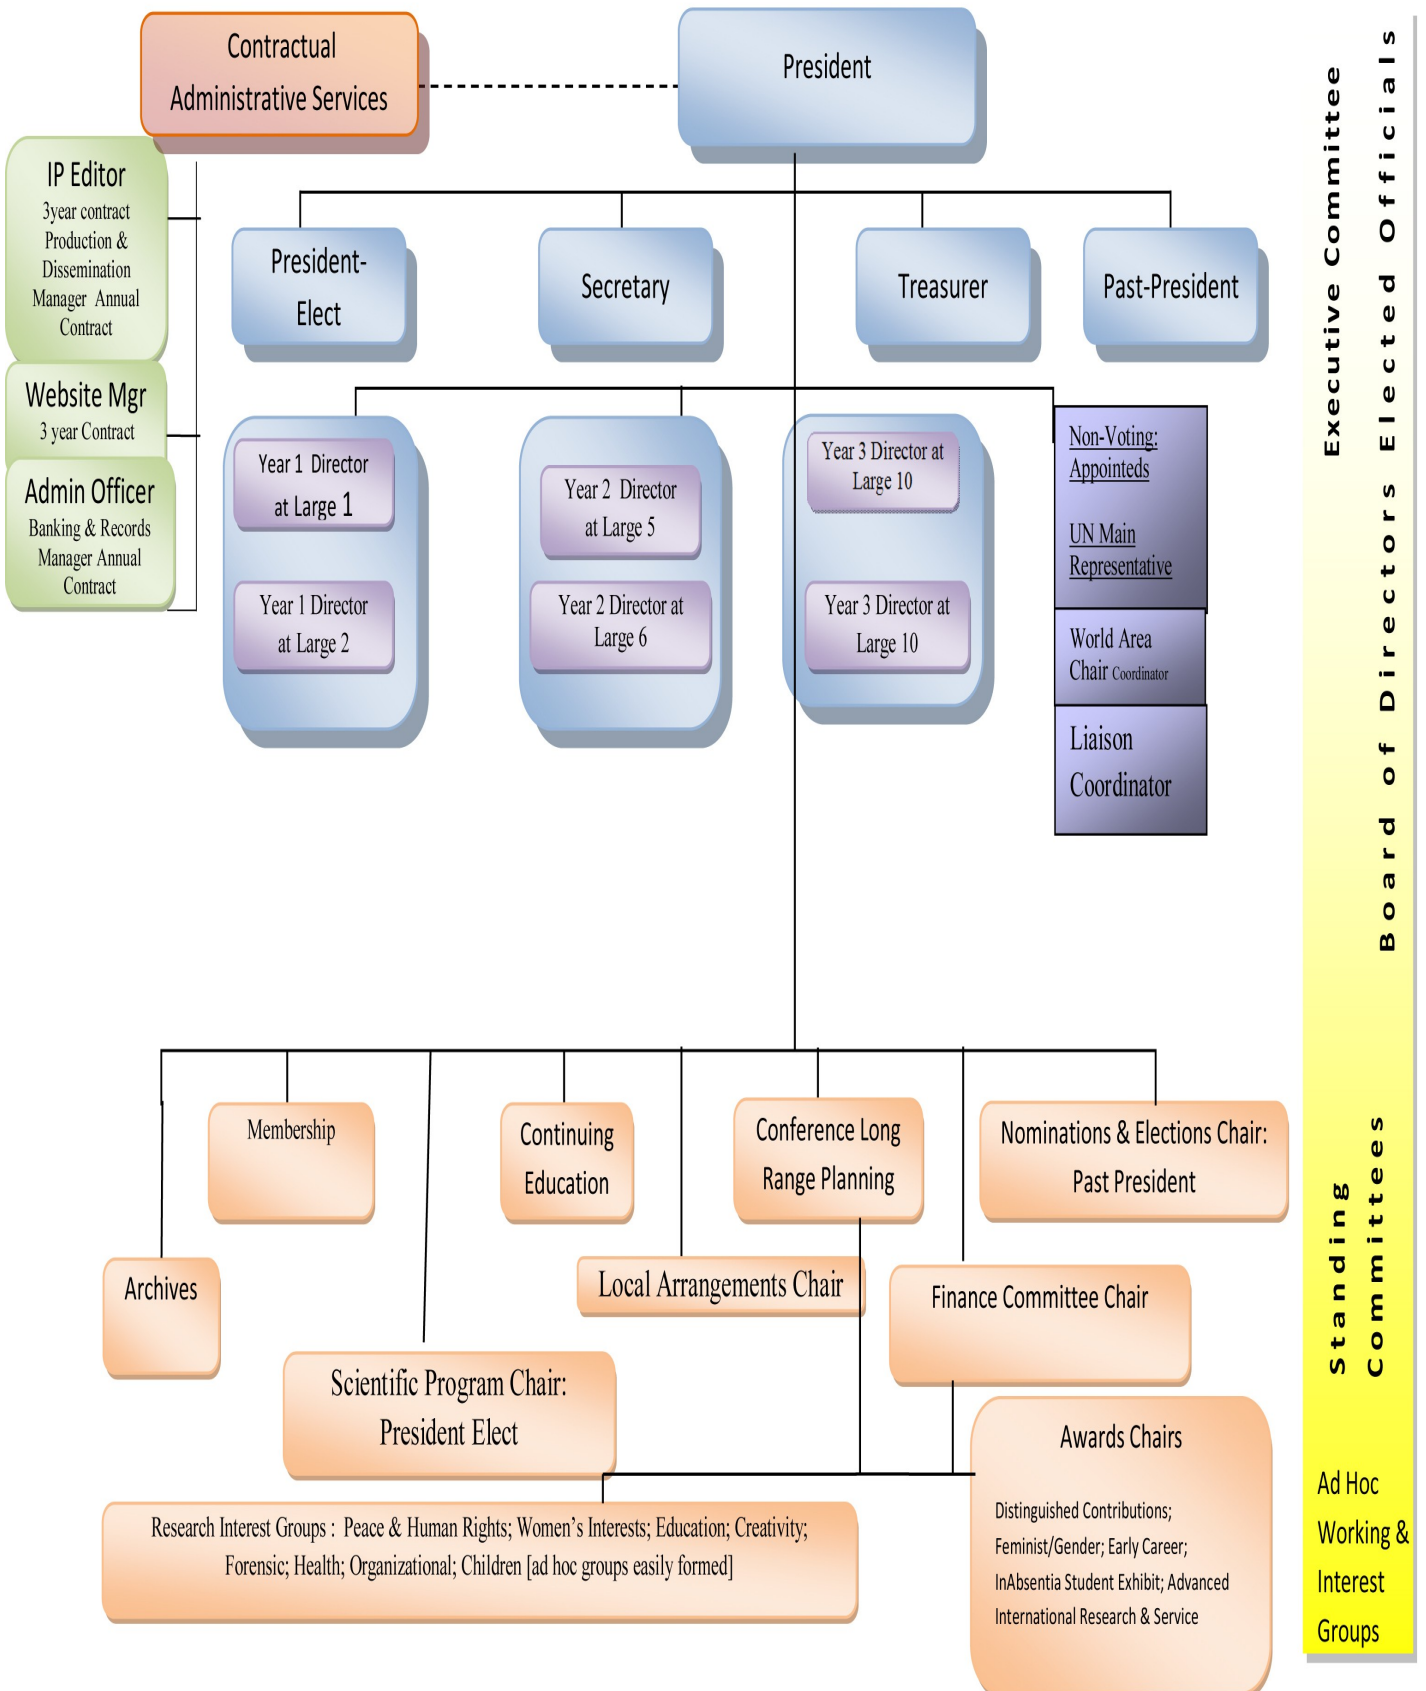 Contractual
Administrative Services
President
IP Editor
3year contract
Production &
Dissemination
Manager Annual
Contract
Website Mgr
3 year Contract
Admin Officer
Banking & Records
Manager Annual
Contract
President-
Elect
Secretary
Treasurer
Past-President
Year 1 Director
at Large 1
Year 1 Director
at Large 2
Year 2 Director
at Large 5
Year 2 Director at
Large 6
Year 3 Director at
Large 10
Year 3 Director at
Large 10
Non-Voting:
Appointeds
UN Main
Representative
World Area
Chair Coordinator
Liaison
Coordinator
Membership
Continuing
Education
Conference Long
Range Planning
Nominations & Elections Chair:
Past President
Archives
Local Arrangements Chair
Finance Committee Chair
Scientific Program Chair:
President Elect
Awards Chairs
Distinguished Contributions;
Feminist/Gender; Early Career;
InAbsentia Student Exhibit; Advanced
International Research & Service
Research Interest Groups : Peace & Human Rights; Women’s Interests; Education; Creativity;
Forensic; Health; Organizational; Children [ad hoc groups easily formed]
Executive Committee
Board of Directors Elected Officials
Standing
Committees
Ad Hoc
Working &
Interest
Groups